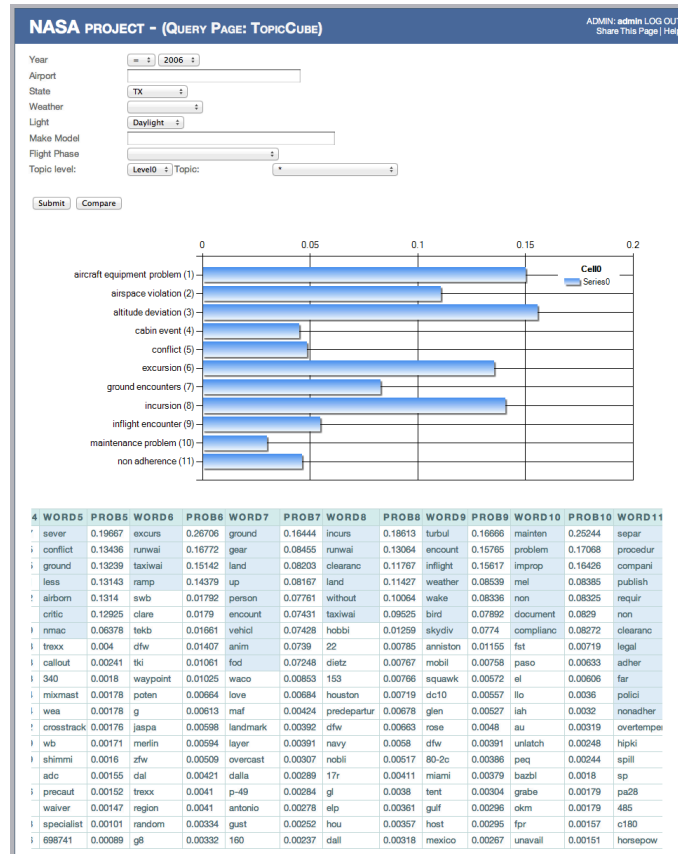 NASA PROJECT - (QUERY PAGE: TOPICCUBE)
ADMIN: admin LOG OUT
Share This Page | Help
Year = 2006
Airport
State TX
Weather
Light Daylight
Make Model
Flight Phase
Topic level: Level0 Topic: *
Submit Compare
0 0.05 0.1 0.15 0.2
Cell0
Series0
aircraft equipment problem (1)
airspace violation (2)
altitude deviation (3)
cabin event (4)
conflict (5)
excursion (6)
ground encounters (7)
incursion (8)
inflight encounter (9)
maintenance problem (10)
non adherence (11)
4 WORD5 PROB5 WORD6 PROB6 WORD7 PROB7 WORD8 PROB8 WORD9 PROB9 WORD10 PROB10 WORD11
sever 0.19667 excurs 0.26706 ground 0.16444 incurs 0.18613 turbul 0.16666 mainten 0.25244 separ
conflict 0.13436 runwai 0.16772 gear 0.08455 runwai 0.13064 encount 0.15765 problem 0.17068 procedur
ground 0.13239 taxiwai 0.15142 land 0.08203 clearanc 0.11767 inflight 0.15617 improp 0.16426 compani
less 0.13143 ramp 0.14379 up 0.08167 land 0.11427 weather 0.08539 mel 0.08385 publish
airborn 0.1314 swb 0.01792 person 0.07761 without 0.10064 wake 0.08336 non 0.08325 requir
critic 0.12925 clare 0.0179 encount 0.07431 taxiwai 0.09525 bird 0.07892 document 0.0829 non
nmac 0.06378 tekb 0.01661 vehicl 0.07428 hobbi 0.01259 skydiv 0.0774 complianc 0.08272 clearanc
trexx 0.004 dfw 0.01407 anim 0.0739 22 0.00785 anniston 0.01155 fst 0.00719 legal
callout 0.00241 tki 0.01061 fod 0.07248 dietz 0.00767 mobil 0.00758 paso 0.00633 adher
340 0.0018 waypoint 0.01025 waco 0.00853 153 0.00766 squawk 0.00572 el 0.00606 far
mixmast 0.00178 poten 0.00664 love 0.00684 houston 0.00719 dc10 0.00557 llo 0.0036 polici
wea 0.00178 g 0.00613 maf 0.00424 predepartur 0.00678 glen 0.00527 iah 0.0032 nonadher
crosstrack 0.00176 jaspa 0.00598 landmark 0.00392 dfw 0.00663 rose 0.0048 au 0.00319 overtemper
wb 0.00171 merlin 0.00594 layer 0.00391 navy 0.0058 dfw 0.00391 unlatch 0.00248 hipki
shimmi 0.0016 zfw 0.00509 overcast 0.00307 nobli 0.00517 80-2c 0.00386 peq 0.00244 spill
adc 0.00155 dal 0.00421 dalla 0.00289 17r 0.00411 miami 0.00379 bazbl 0.0018 sp
precaut 0.00152 trexx 0.0041 p-49 0.00284 gl 0.0038 tent 0.00304 grabe 0.00179 pa28
waiver 0.00147 region 0.0041 antonio 0.00278 elp 0.00361 gulf 0.00296 okm 0.00179 485
specialist 0.00101 random 0.00334 gust 0.00252 hou 0.00357 host 0.00295 fpr 0.00157 c180
698741 0.00089 g8 0.00332 160 0.00237 dall 0.00318 mexico 0.00267 unavail 0.00151 horsepow